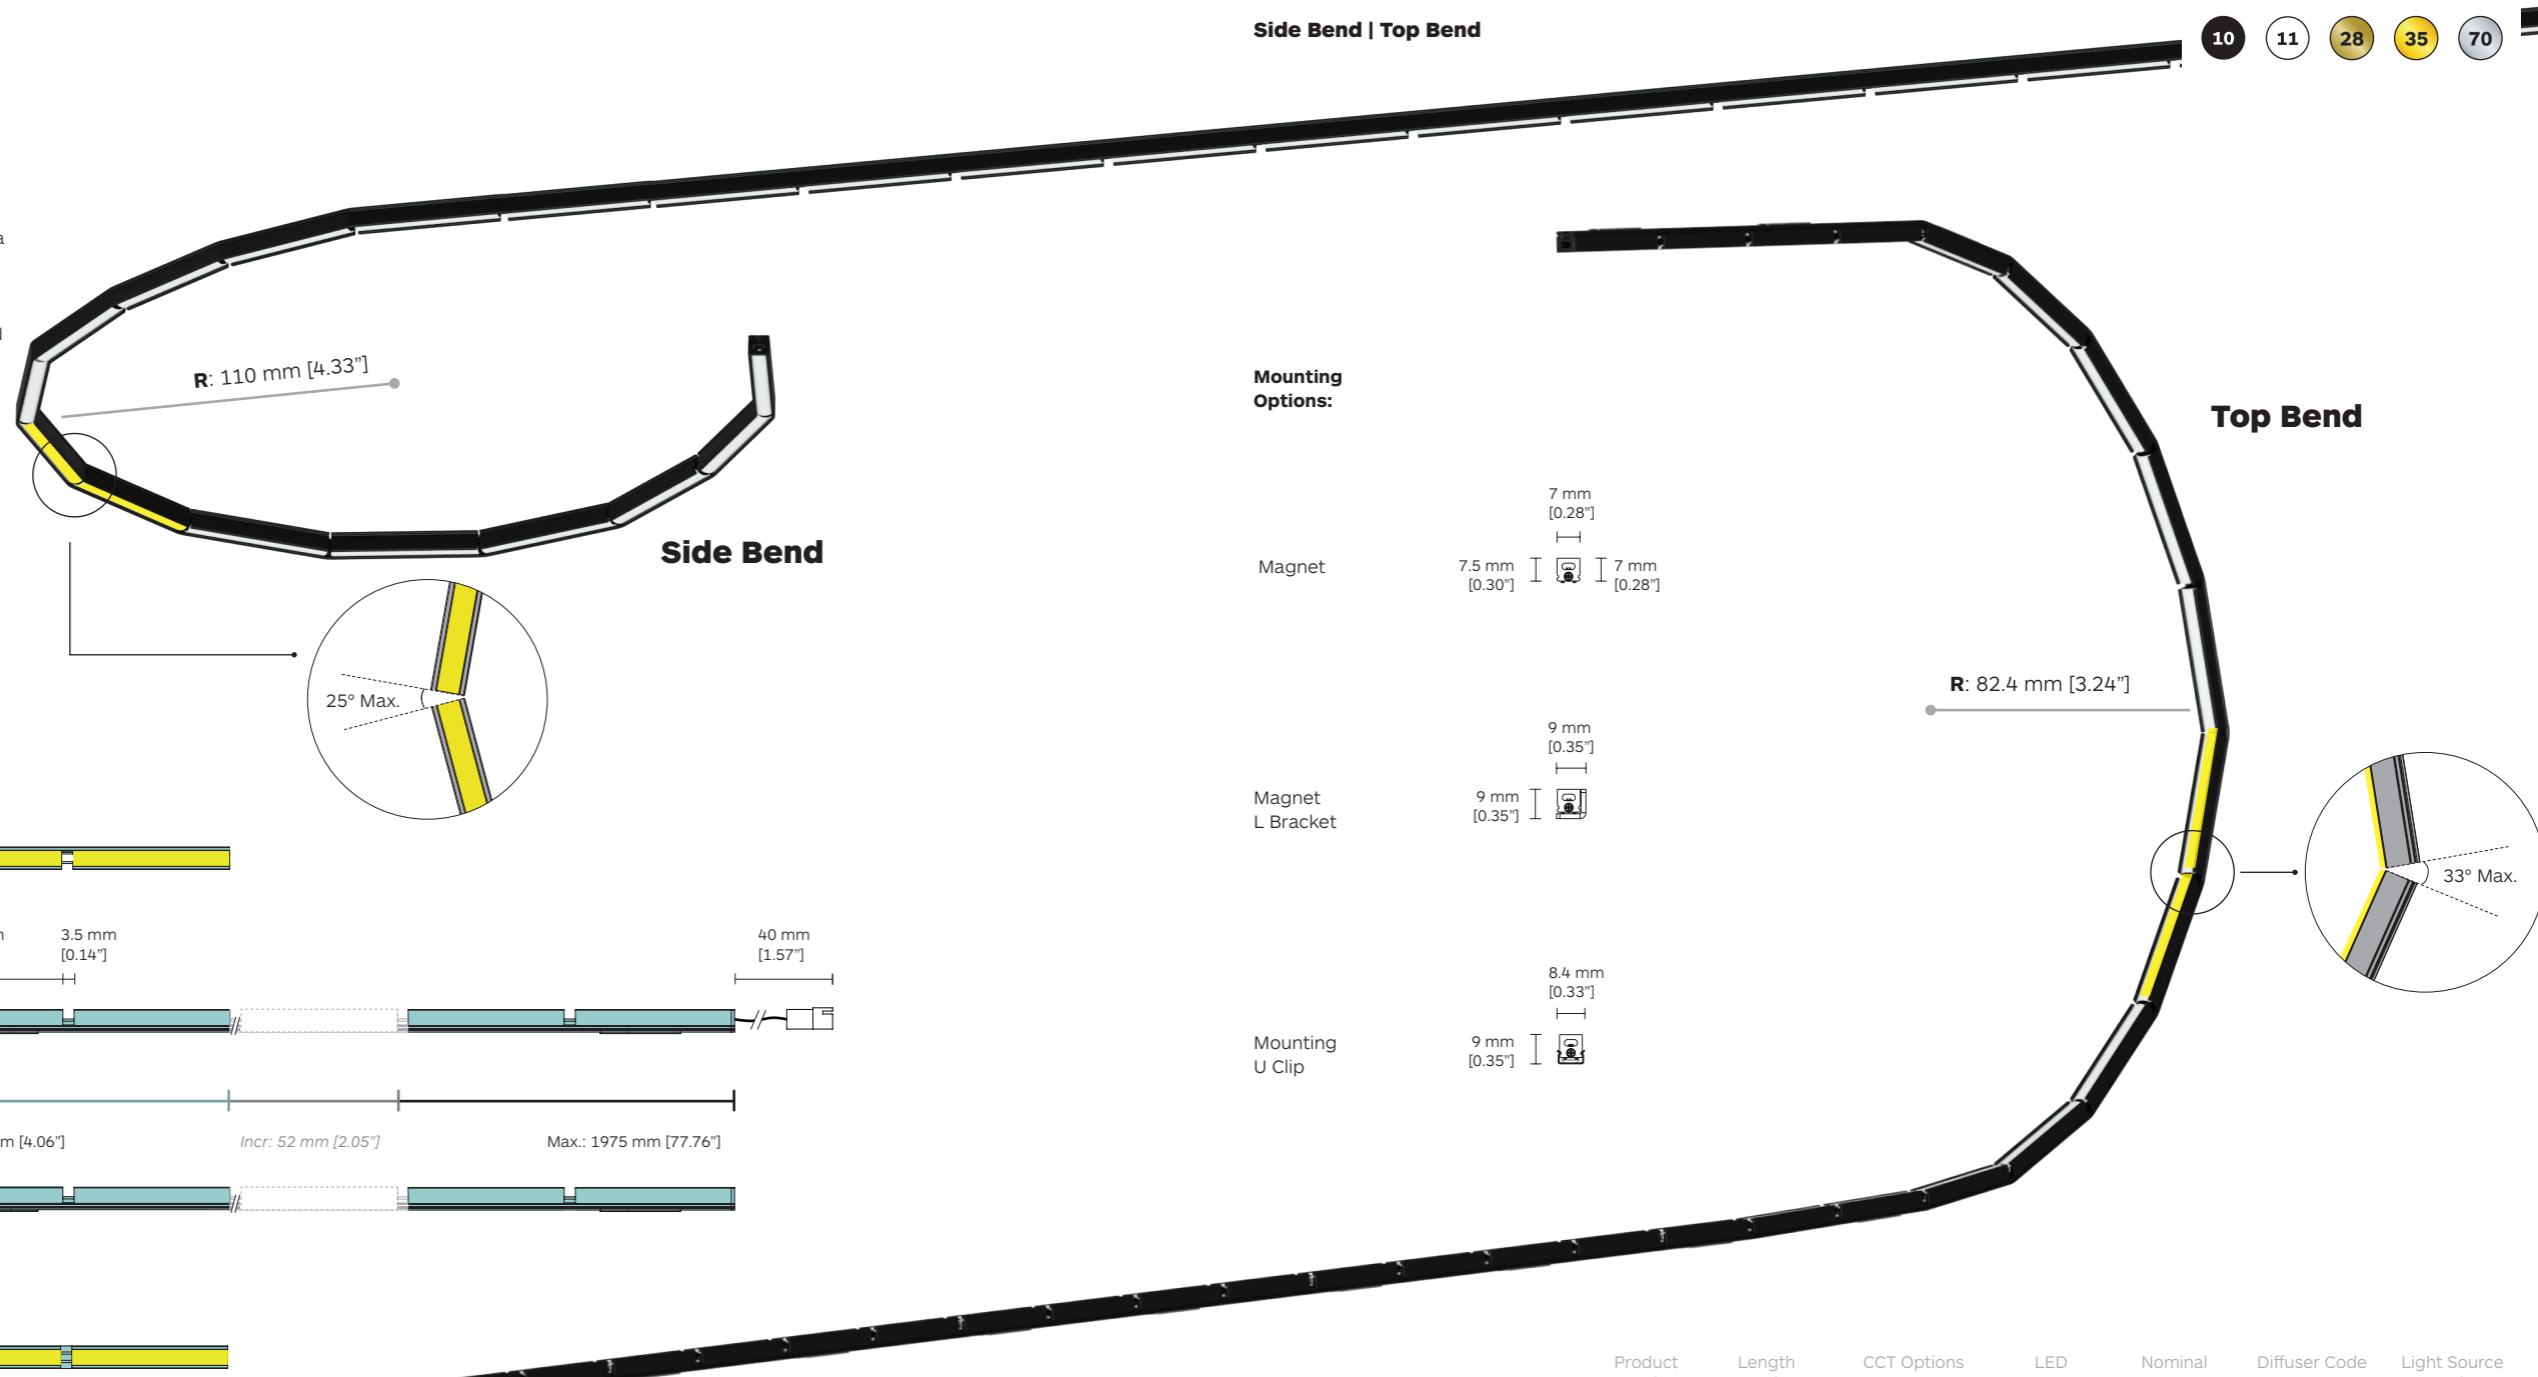 Side Bend | Top Bend
10 11 28 35 70
R: 110 mm [4.33”]
Side Bend
25° Max.
Mounting
Options:
Magnet
7 mm
[0.28”]
7.5 mm
[0.30”]
7 mm
[0.28”]
Magnet
L Bracket
9 mm
[0.35”]
9 mm
[0.35”]
Mounting
U Clip
8.4 mm
[0.33”]
9 mm
[0.35”]
Top Bend
R: 82.4 mm [3.24”]
33° Max.
3.5 mm
[0.14”]
40 mm
[1.57”]
m [4.06”]
Incr: 52 mm [2.05”]
Max.: 1975 mm [77.76”]
Product Length CCT Options LED Nominal Diffuser Code Light Source